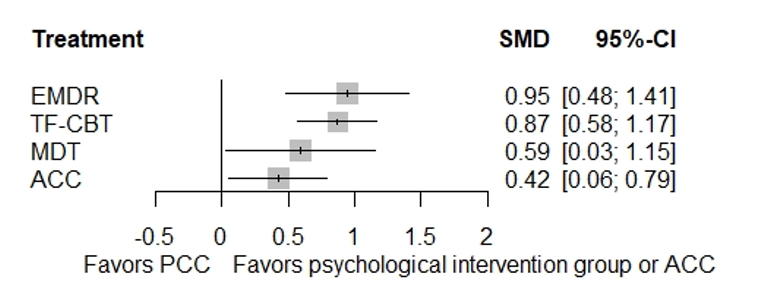 Treatment SMD 95%-CI
EMDR 0.95 [0.48; 1.41]
TF-CBT 0.87 [0.58; 1.17]
MDT 0.59 [0.03; 1.15]
ACC 0.42 [0.06; 0.79]
-0.5 0 0.5 1 1.5 2
Favors PCC Favors psychological intervention group or ACC